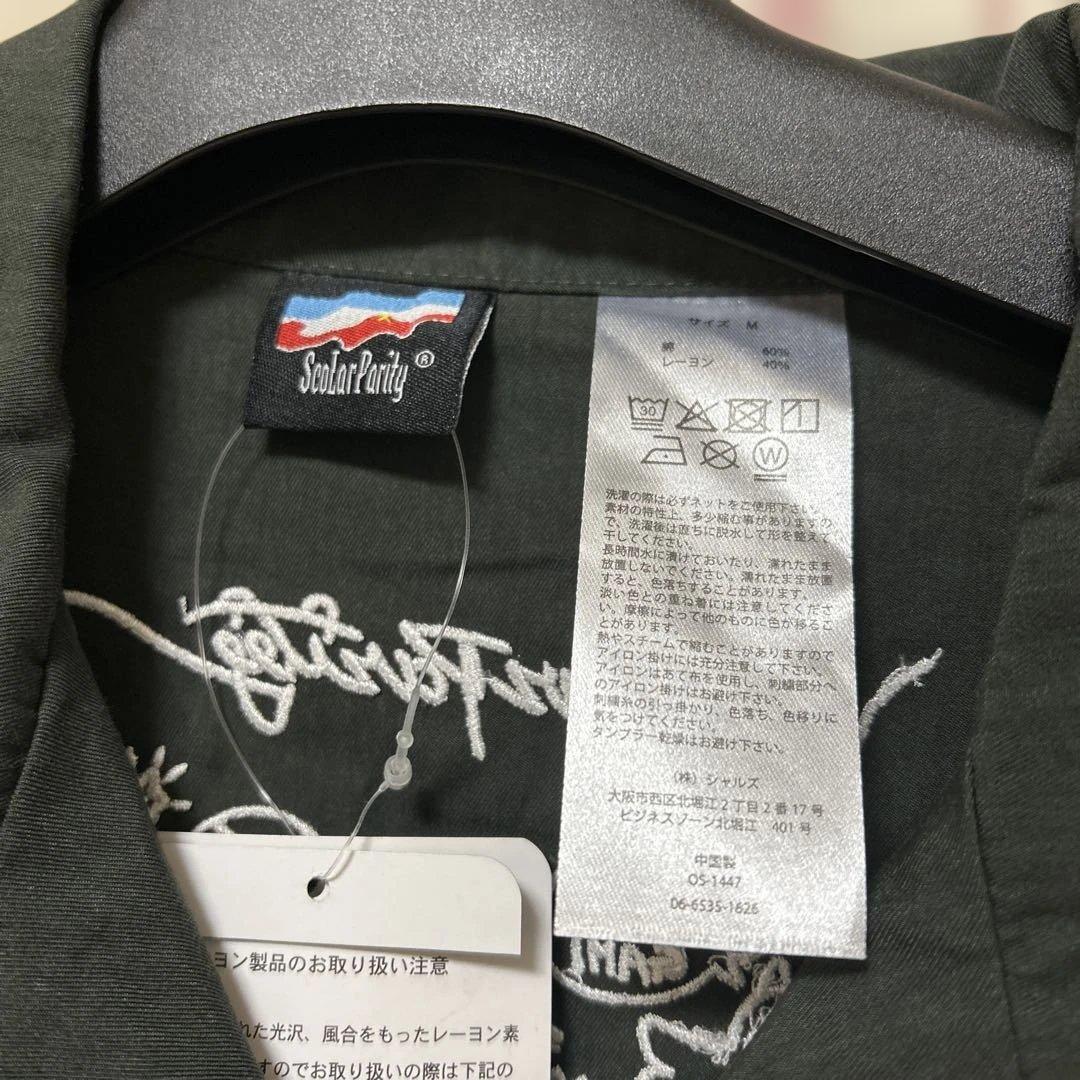 ScoLarParity ®
サイズ M
綿 60%
レーヨン 40%
30
W
洗濯の際は必ずネットをご使用下さい。
素材の特性上、多少縮む事がありますの
で、洗濯後は直ちに脱水して形を整えて
干してください。
長時間水に漬けておいたり、濡れたまま
放置しないでください。濡れたまま放置
すると、色落ちすることがあります。
淡い色との重ね着には注意してくださ
い。摩擦によって他のものに色が移るこ
とがあります。
熱やスチームで縮むことがありますので
アイロン掛けには充分注意して下さい。
アイロンはあて布を使用し、刺繍部分へ
のアイロン掛けはお避け下さい。
刺繍糸の引っ掛かり、色落ち、色移りに
気をつけてください。
タンブラー乾燥はお避け下さい。
(株) シャルズ
大阪市西区北堀江2丁目2番17号
ビジネスゾーン北堀江 401号
中国製
OS-1447
06-6535-1626
ヨン製品のお取り扱い注意
れた光沢、風合をもったレーヨン素
すのでお取り扱いの際は下記の